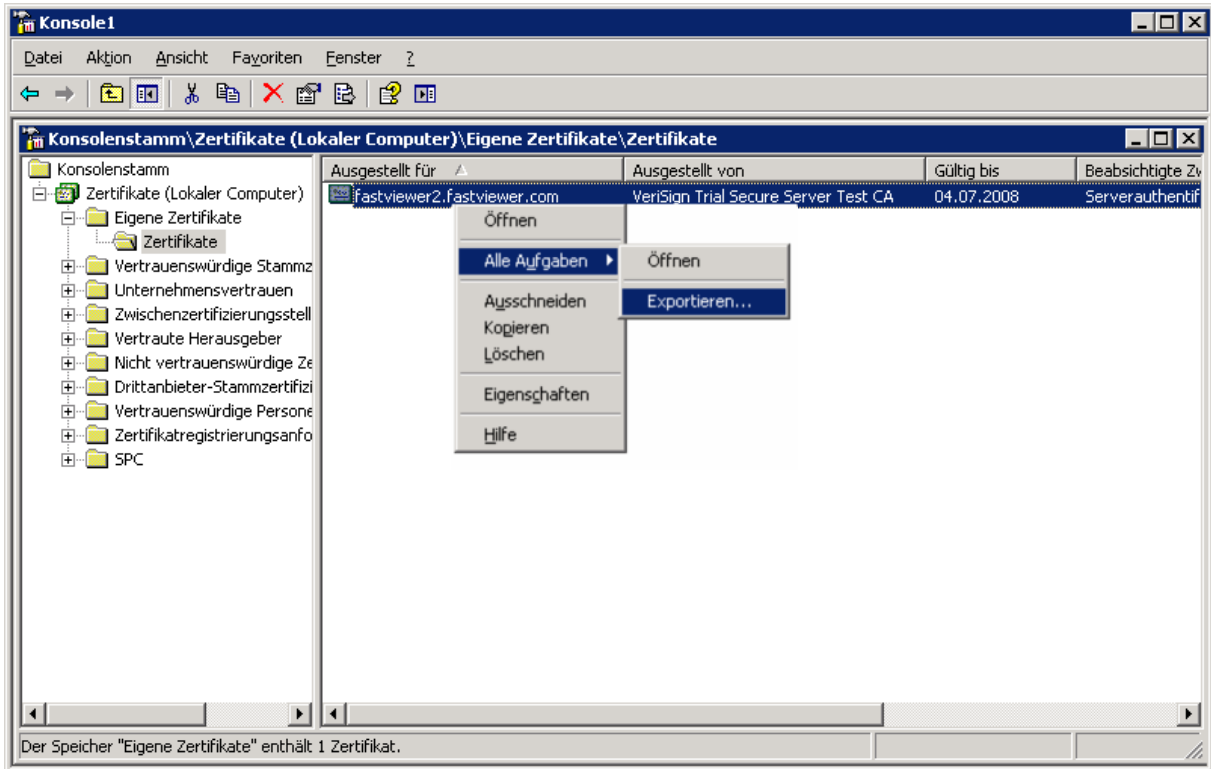 Konsole1
Datei Aktion Ansicht Favoriten Fenster ?
Konsolenstamm\Zertifikate (Lokaler Computer)\Eigene Zertifikate\Zertifikate
Konsolenstamm
Zertifikate (Lokaler Computer)
Eigene Zertifikate
Zertifikate
Vertrauenswürdige Stammz
Unternehmensvertrauen
Zwischenzertifizierungsstell
Vertraute Herausgeber
Nicht vertrauenswürdige Ze
Drittanbieter-Stammzertifizi
Vertrauenswürdige Persone
Zertifikatregistrierungsanfo
SPC
Ausgestellt für Ausgestellt von Gültig bis Beabsichtigte Zw
fastviewer2.fastviewer.com VeriSign Trial Secure Server Test CA 04.07.2008 Serverauthentif
Öffnen
Alle Aufgaben
Ausschneiden
Kopieren
Löschen
Eigenschaften
Hilfe
Öffnen
Exportieren...
Der Speicher "Eigene Zertifikate" enthält 1 Zertifikat.